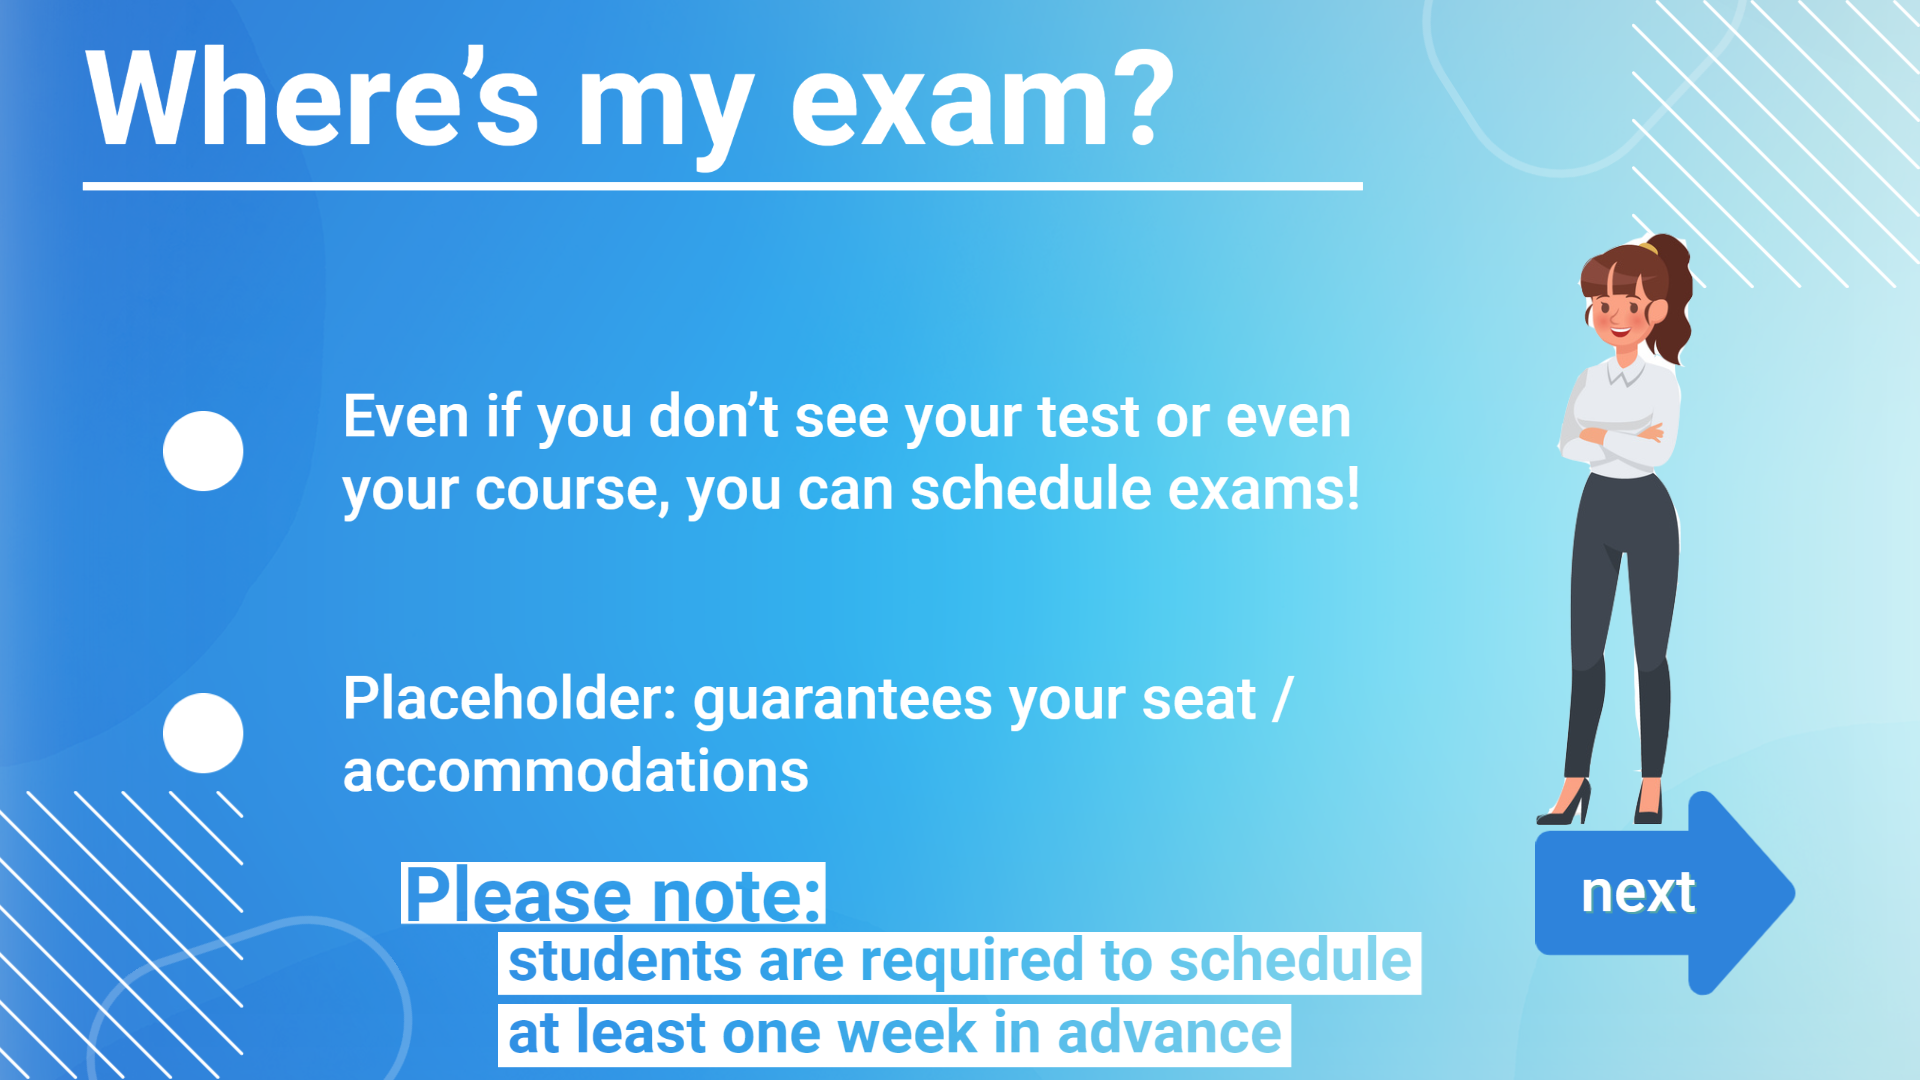 Where’s my exam?
Even if you don’t see your test or even
your course, you can schedule exams!
Placeholder: guarantees your seat /
accommodations
Please note:
students are required to schedule
at least one week in advance
next